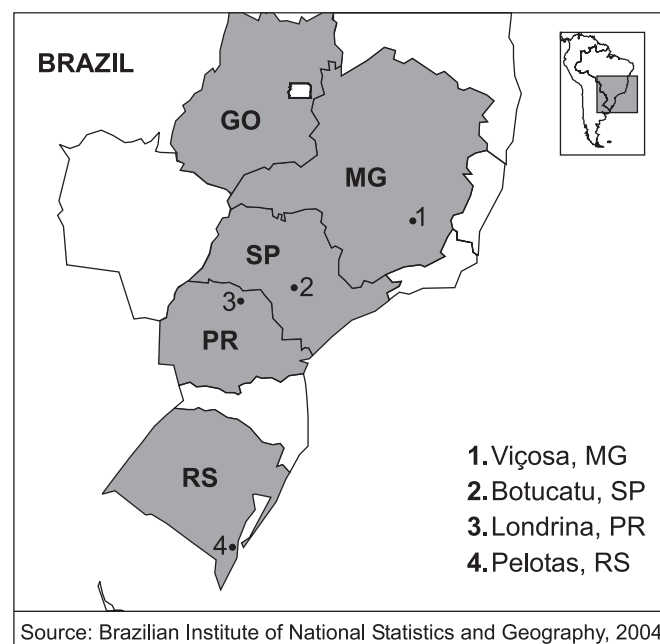 BRAZIL
GO
MG
1
SP
2
3
PR
RS
4
1.Viçosa, MG
2.Botucatu, SP
3.Londrina, PR
4.Pelotas, RS
Source: Brazilian Institute of National Statistics and Geography, 2004